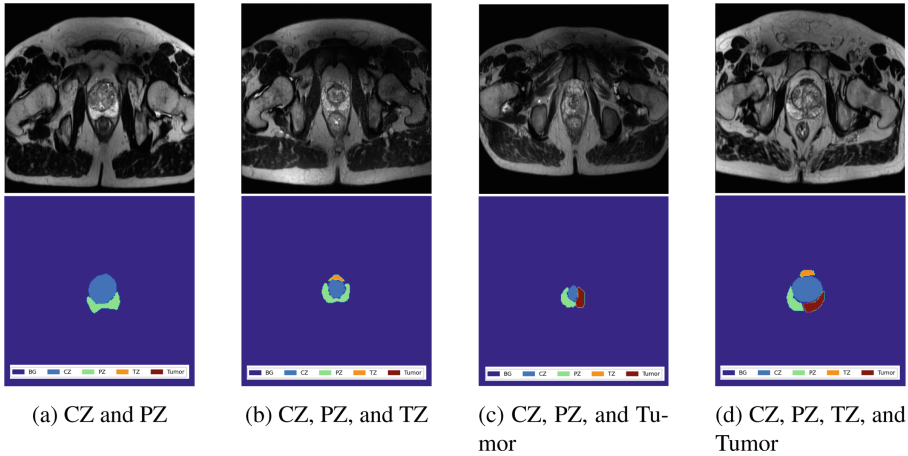 BG CZ PZ TZ Tumor
BG CZ PZ TZ Tumor
BG CZ PZ TZ Tumor
BG CZ PZ TZ Tumor
(a) CZ and PZ
(b) CZ, PZ, and TZ
(c) CZ, PZ, and Tu-
mor
(d) CZ, PZ, TZ, and
Tumor